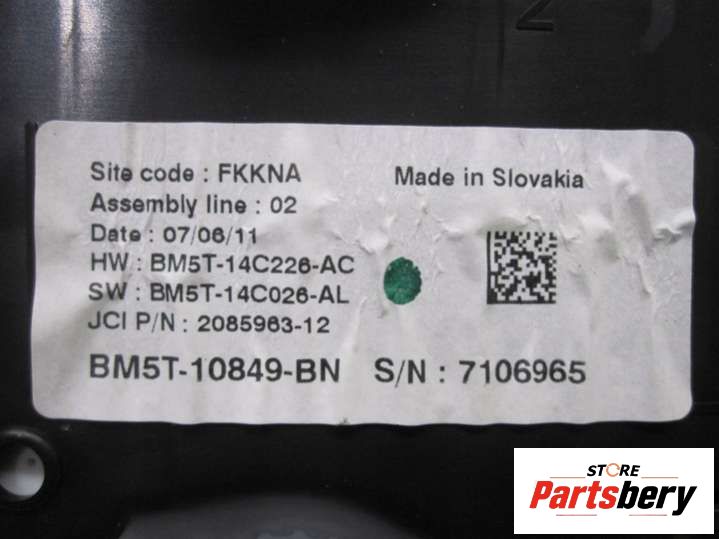 2
Site code : FKKNA
Made in Slovakia
Assembly line : 02
Date : 07/06/11
HW : BM5T-14C226-AC
SW : BM5T-14C026-AL
JCI P/N : 2085963-12
BM5T-10849-BN S/N : 7106965
STORE
Partsbery